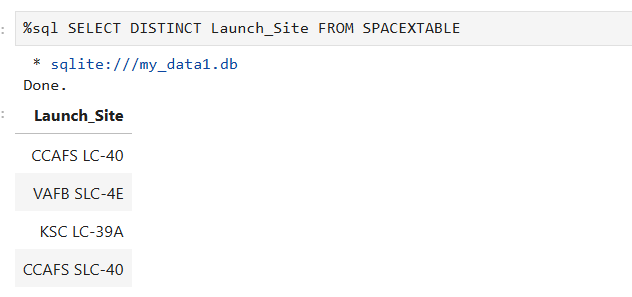 %sql SELECT DISTINCT Launch_Site FROM SPACEXTABLE
* sqlite:///my_data1.db
Done.
Launch_Site
CCAFS LC-40
VAFB SLC-4E
KSC LC-39A
CCAFS SLC-40